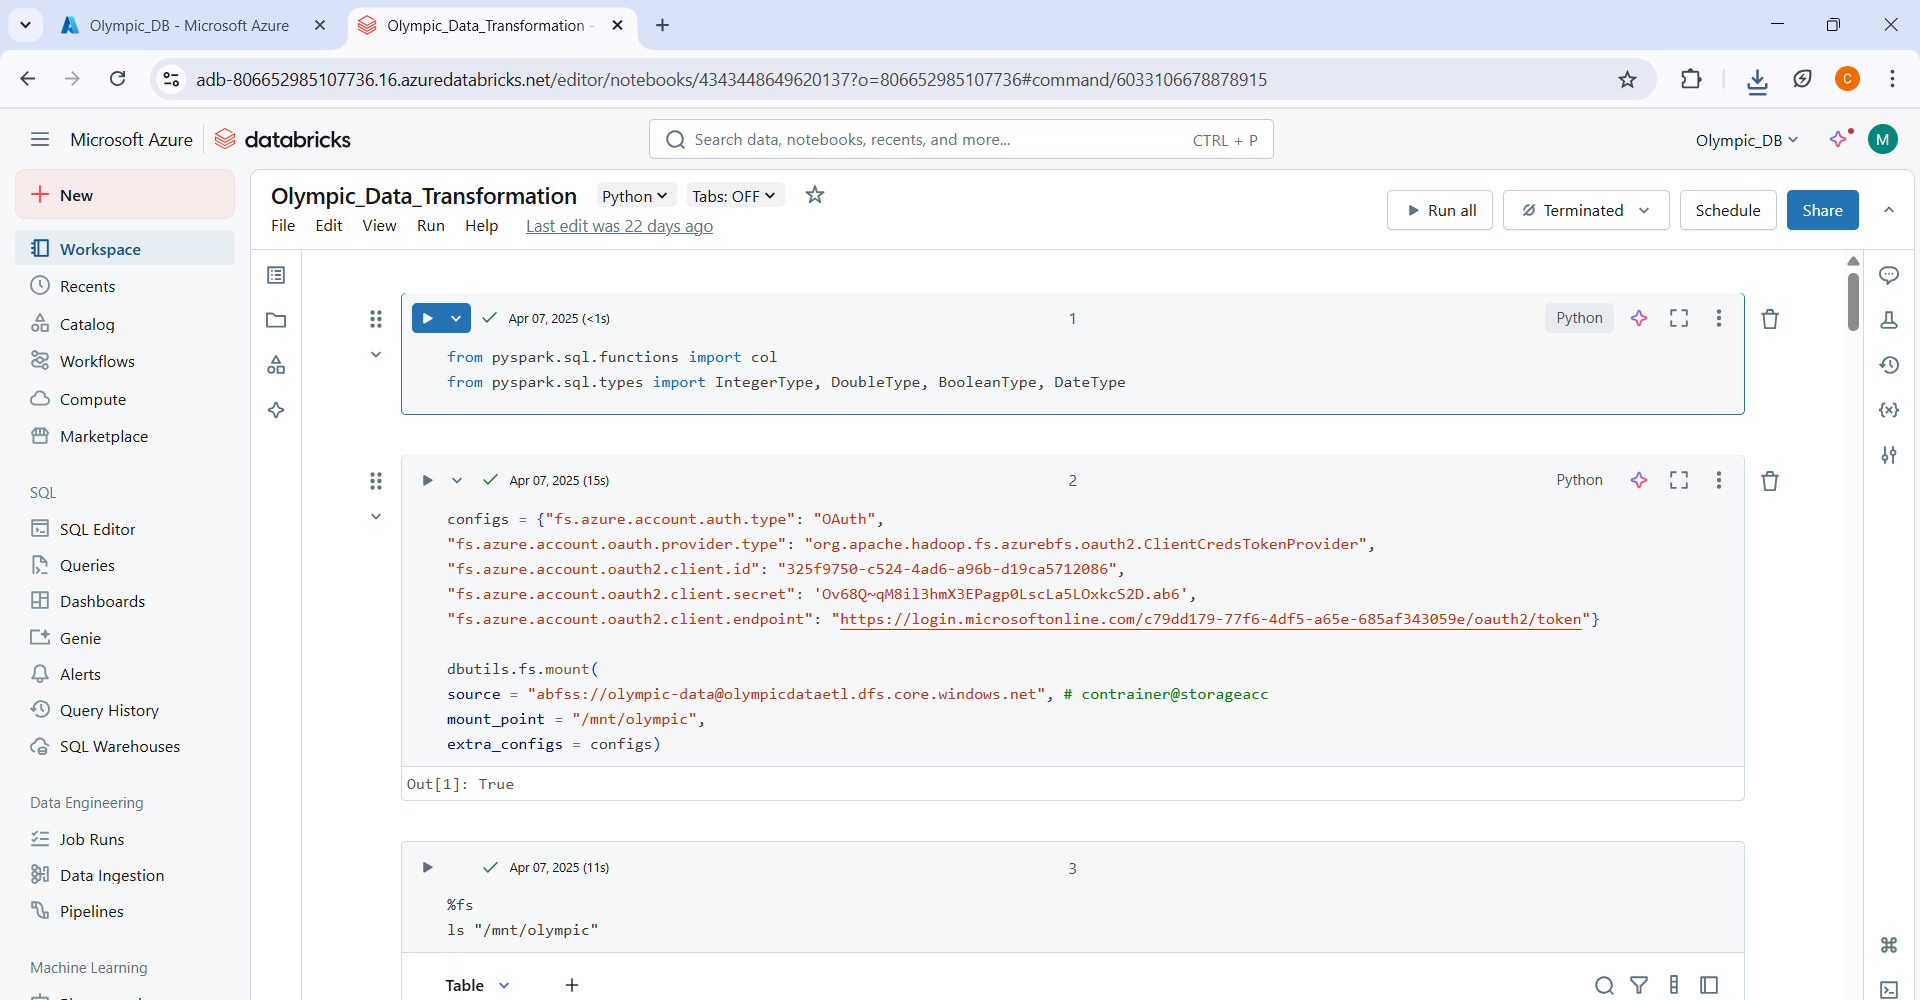 Olympic_DB - Microsoft Azure
Olympic_Data_Transformation -
adb-806652985107736.16.azuredatabricks.net/editor/notebooks/434344864962013​7?o=806652985107736#command/6033106678878915
C
Microsoft Azure
databricks
Search data, notebooks, recents, and more...
CTRL + P
Olympic_DB
M
New
Workspace
Recents
Catalog
Workflows
Compute
Marketplace
SQL
SQL Editor
Queries
Dashboards
Genie
Alerts
Query History
SQL Warehouses
Data Engineering
Job Runs
Data Ingestion
Pipelines
Machine Learning
Olympic_Data_Transformation
Python
Tabs: OFF
File Edit View Run Help Last edit was 22 days ago
Run all
Terminated
Schedule
Share
Apr 07, 2025 (<1s)
1
Python
from pyspark.sql.functions import col
from pyspark.sql.types import IntegerType, DoubleType, BooleanType, DateType
Apr 07, 2025 (15s)
2
Python
configs = {"fs.azure.account.auth.type": "OAuth",
"fs.azure.account.oauth.provider.type": "org.apache.hadoop.fs.azurebfs.oauth2.ClientCredsTokenProvider",
"fs.azure.account.oauth2.client.id": "325f9750-c524-4ad6-a96b-d19ca5712086",
"fs.azure.account.oauth2.client.secret": 'Ov68Q~qM8il3hmX3EPagp0LscLa5LOxkcS2D.ab6',
"fs.azure.account.oauth2.client.endpoint": "https://login.microsoftonline.com/c79dd179-77f6-4df5-a65e-685af343059e/oauth2/token"}
dbutils.fs.mount(
source = "abfss://olympic-data@olympicdataetl.dfs.core.windows.net", # contrainer@storageacc
mount_point = "/mnt/olympic",
extra_configs = configs)
Out[1]: True
Apr 07, 2025 (11s)
3
%fs
ls "/mnt/olympic"
Table